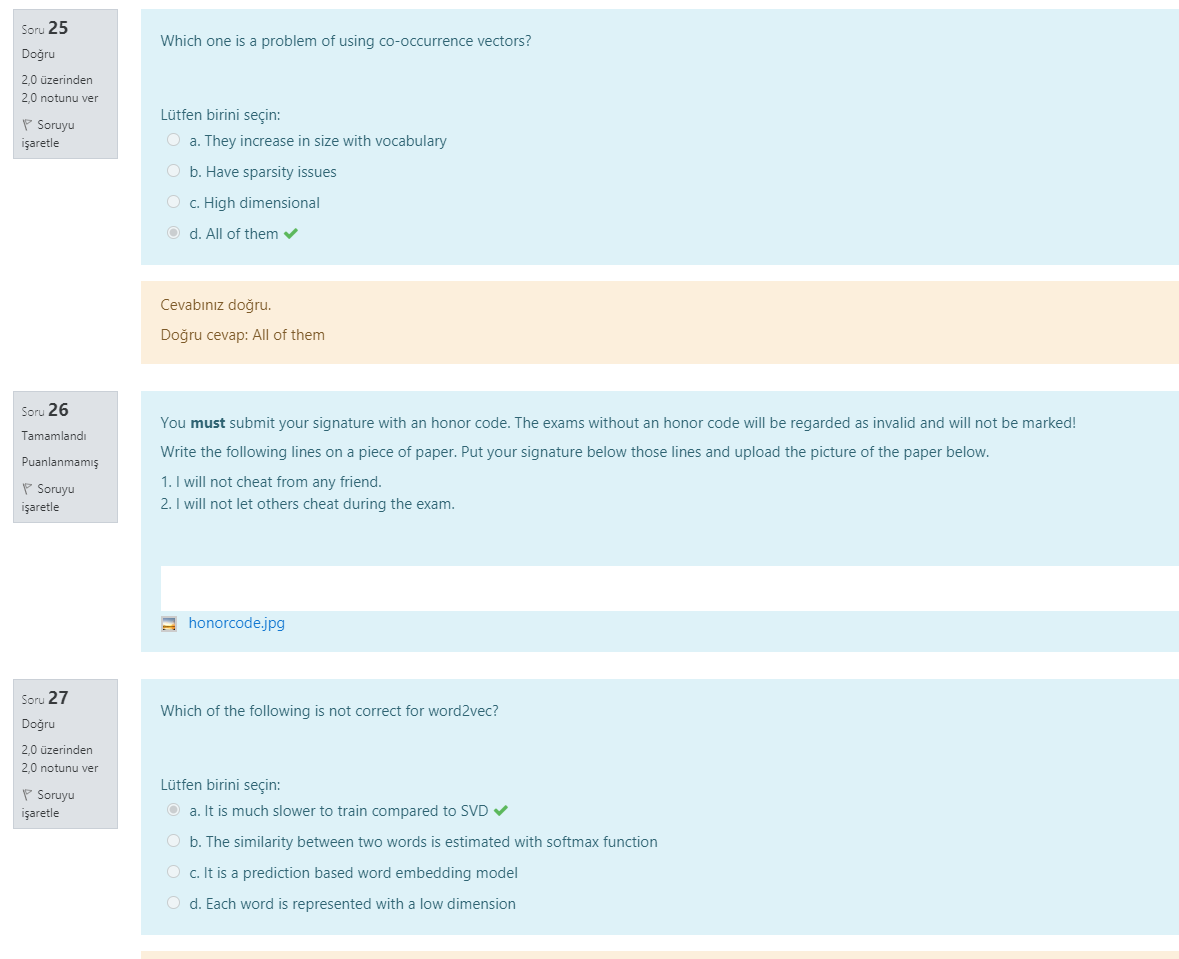 Soru 25
Doğru
2,0 üzerinden
2,0 notunu ver
Soruyu
işaretle
Which one is a problem of using co-occurrence vectors?
Lütfen birini seçin:
a. They increase in size with vocabulary
b. Have sparsity issues
c. High dimensional
d. All of them
Cevabınız doğru.
Doğru cevap: All of them
Soru 26
Tamamlandı
Puanlanmamış
Soruyu
işaretle
You must submit your signature with an honor code. The exams without an honor code will be regarded as invalid and will not be marked!
Write the following lines on a piece of paper. Put your signature below those lines and upload the picture of the paper below.
1. I will not cheat from any friend.
2. I will not let others cheat during the exam.
honorcode.jpg
Soru 27
Doğru
2,0 üzerinden
2,0 notunu ver
Soruyu
işaretle
Which of the following is not correct for word2vec?
Lütfen birini seçin:
a. It is much slower to train compared to SVD
b. The similarity between two words is estimated with softmax function
c. It is a prediction based word embedding model
d. Each word is represented with a low dimension